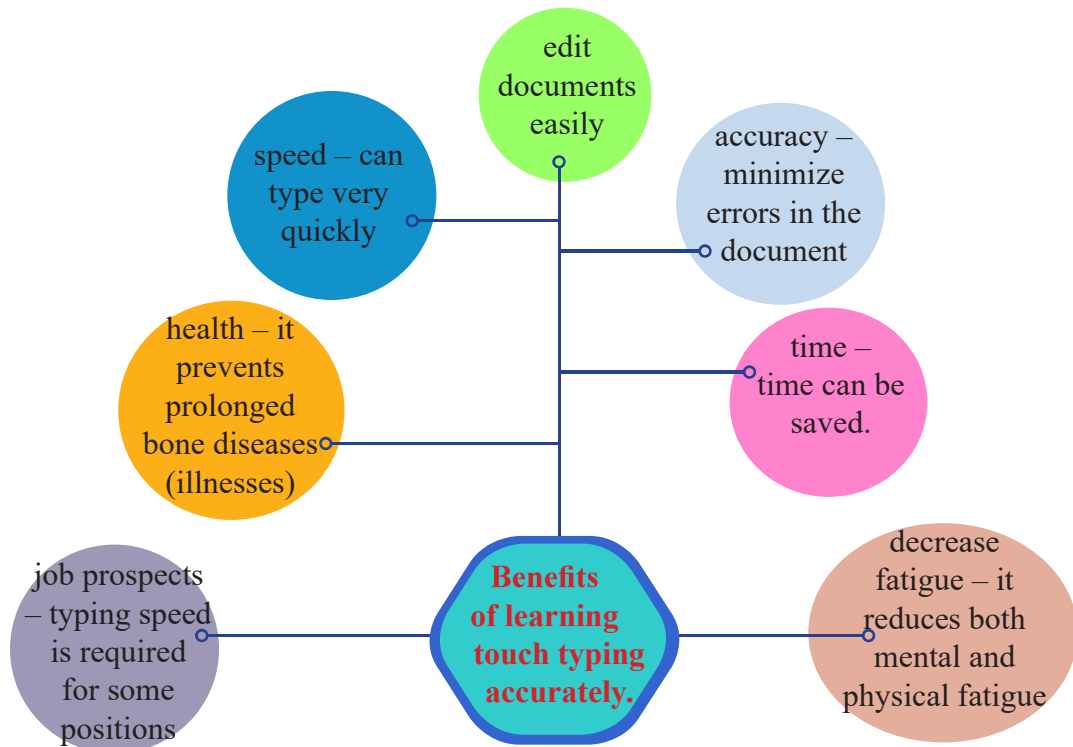 edit
documents
easily
speed – can
type very
quickly
accuracy –
minimize
errors in the
document
health – it
prevents
prolonged
bone diseases
(illnesses)
time –
time can be
saved.
job prospects
– typing speed
is required
for some
positions
Benefits
of learning
touch typing
accurately.
decrease
fatigue – it
reduces both
mental and
physical fatigue